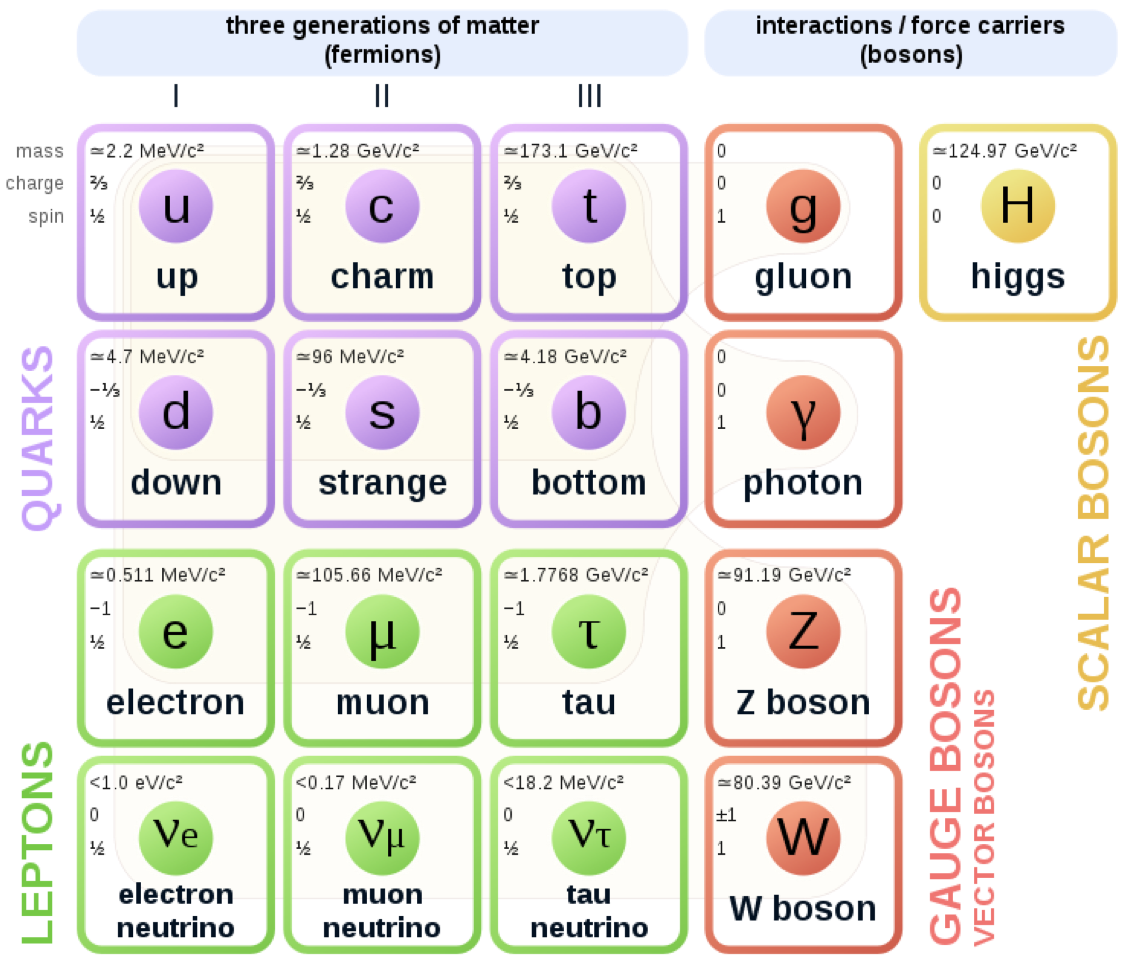 three generations of matter
(fermions)
interactions / force carriers
(bosons)
I
II
III
mass
charge
spin
≃2.2 MeV/c²
⅔
½
u
up
≃1.28 GeV/c²
⅔
½
c
charm
≃173.1 GeV/c²
⅔
½
t
top
0
0
1
g
gluon
≃124.97 GeV/c²
0
0
H
higgs
QUARKS
≃4.7 MeV/c²
−⅓
½
d
down
≃96 MeV/c²
−⅓
½
s
strange
≃4.18 GeV/c²
−⅓
½
b
bottom
0
0
1
γ
photon
SCALAR BOSONS
≃0.511 MeV/c²
−1
½
e
electron
≃105.66 MeV/c²
−1
½
μ
muon
≃1.7768 GeV/c²
−1
½
τ
tau
≃91.19 GeV/c²
0
1
Z
Z boson
LEPTONS
<1.0 eV/c²
0
½
νe
electron
neutrino
<0.17 MeV/c²
0
½
νμ
muon
neutrino
<18.2 MeV/c²
0
½
ντ
tau
neutrino
≃80.39 GeV/c²
±1
1
W
W boson
GAUGE BOSONS
VECTOR BOSONS